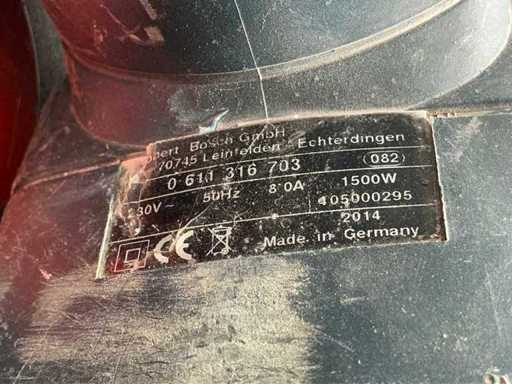 Bosch GmbH
70745 Leinfelden - Echterdingen
0 611 316 703 (082)
230V~ 50Hz 8.0A 1500W
405000295
2014
CE Made in Germany